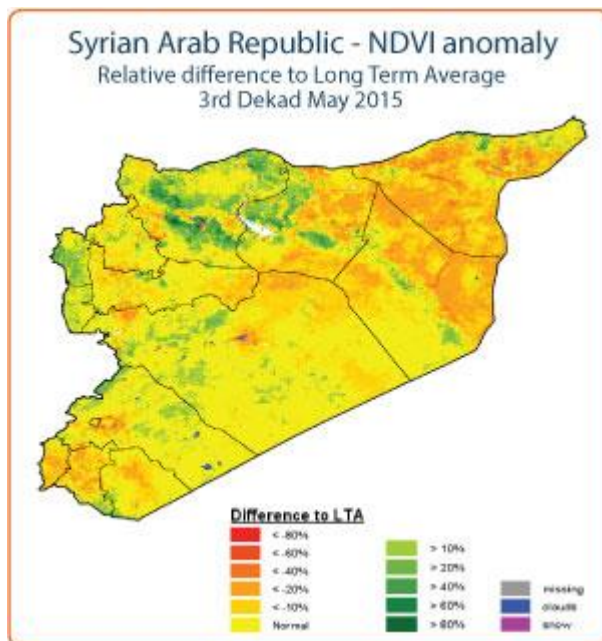 Syrian Arab Republic - NDVI anomaly
Relative difference to Long Term Average
3rd Dekad May 2015
Difference to LTA
< -80%
< -60%
< -40%
< -20%
< -10%
Normal
> 10%
> 20%
> 40%
> 60%
> 80%
missing
clouds
snow